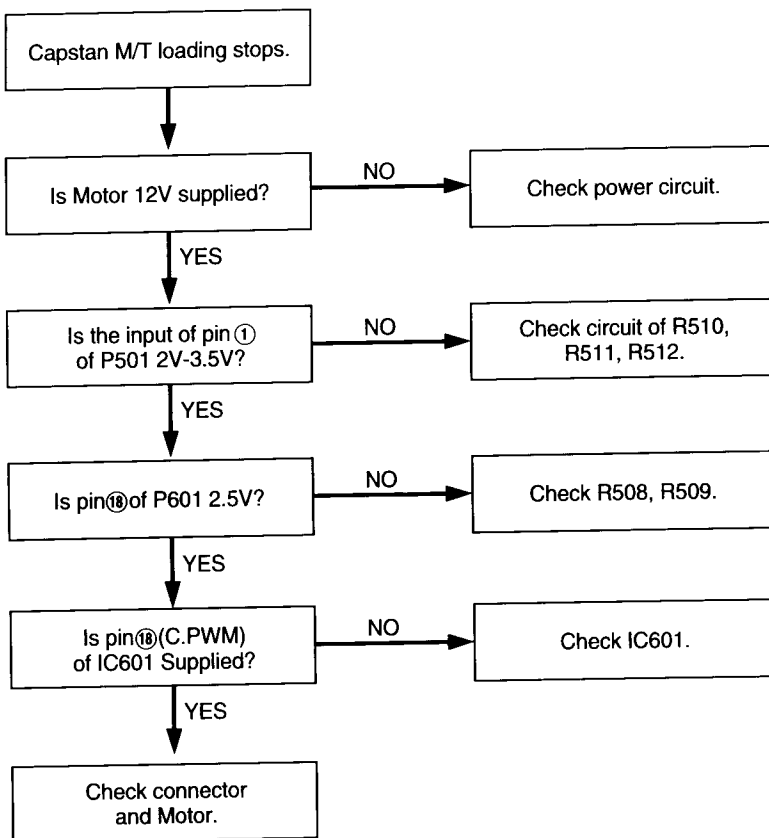 Capstan M/T loading stops.
Is Motor 12V supplied?
NO
Check power circuit.
YES
Is the input of pin ①
of P501 2V-3.5V?
NO
Check circuit of R510,
R511, R512.
YES
Is pin⑱of P601 2.5V?
NO
Check R508, R509.
YES
Is pin⑱(C.PWM)
of IC601 Supplied?
NO
Check IC601.
YES
Check connector
and Motor.